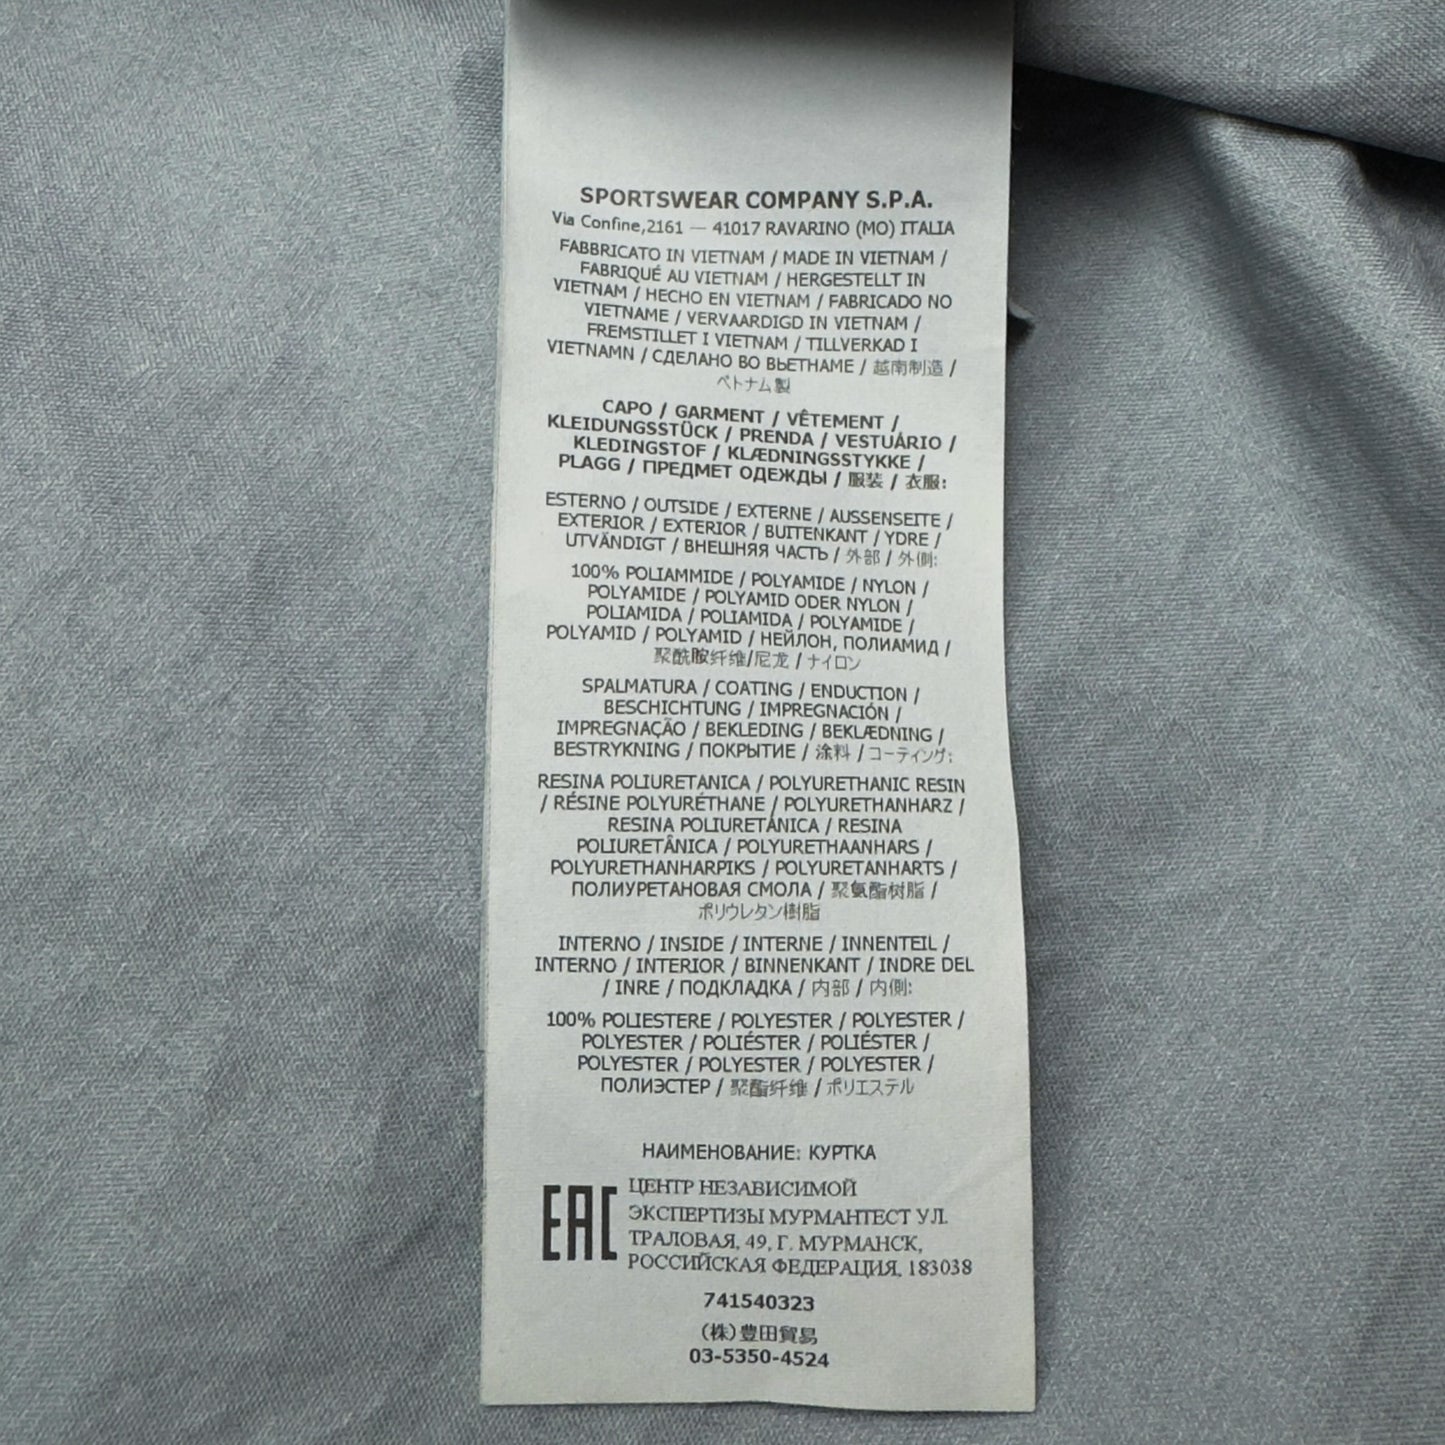 SPORTSWEAR COMPANY S.P.A.
Via Confine,2161 — 41017 RAVARINO (MO) ITALIA
FABBRICATO IN VIETNAM / MADE IN VIETNAM /
FABRIQUÉ AU VIETNAM / HERGESTELLT IN
VIETNAM / HECHO EN VIETNAM / FABRICADO NO
VIETNAME / VERVAARDIGD IN VIETNAM /
FREMSTILLET I VIETNAM / TILLVERKAD I
VIETNAMN / СДЕЛАНО ВО ВЬЕТНАМЕ / 越南制造 /
ベトナム製
CAPO / GARMENT / VÊTEMENT /
KLEIDUNGSSTÜCK / PRENDA / VESTUÁRIO /
KLEDINGSTOF / KLÆDNINGSSTYKKE /
PLAGG / ПРЕДМЕТ ОДЕЖДЫ / 服装 / 衣服:
ESTERNO / OUTSIDE / EXTERNE / AUSSENSEITE /
EXTERIOR / EXTERIOR / BUITENKANT / YDRE /
UTVÄNDIGT / ВНЕШНЯЯ ЧАСТЬ / 外部 / 外側:
100% POLIAMMIDE / POLYAMIDE / NYLON /
POLYAMIDE / POLYAMID ODER NYLON /
POLIAMIDA / POLIAMIDA / POLYAMIDE /
POLYAMID / POLYAMID / НЕЙЛОН, ПОЛИАМИД /
聚酰胺纤维/尼龙 / ナイロン
SPALMATURA / COATING / ENDUCTION /
BESCHICHTUNG / IMPREGNACIÓN /
IMPREGNAÇÃO / BEKLEDING / BEKLÆDNING /
BESTRYKNING / ПОКРЫТИЕ / 涂料 / コーティング:
RESINA POLIURETANICA / POLYURETHANIC RESIN
/ RÉSINE POLYURÉTHANE / POLYURETHANHARZ /
RESINA POLIURETÁNICA / RESINA
POLIURETÂNICA / POLYURETHAANHARS /
POLYURETHANHARPIKS / POLYURETANHARTS /
ПОЛИУРЕТАНОВАЯ СМОЛА / 聚氨酯树脂 /
ポリウレタン樹脂
INTERNO / INSIDE / INTERNE / INNENTEIL /
INTERNO / INTERIOR / BINNENKANT / INDRE DEL
/ INRE / ПОДКЛАДКА / 内部 / 内側:
100% POLIESTERE / POLYESTER / POLYESTER /
POLYESTER / POLIÉSTER / POLIÉSTER /
POLYESTER / POLYESTER / POLYESTER /
ПОЛИЭСТЕР / 聚酯纤维 / ポリエステル
НАИМЕНОВАНИЕ: КУРТКА
EAC ЦЕНТР НЕЗАВИСИМОЙ
ЭКСПЕРТИЗЫ МУРМАНТЕСТ УЛ.
ТРАЛОВАЯ, 49, Г. МУРМАНСК,
РОССИЙСКАЯ ФЕДЕРАЦИЯ, 183038
741540323
(株)豊田貿易
03-5350-4524